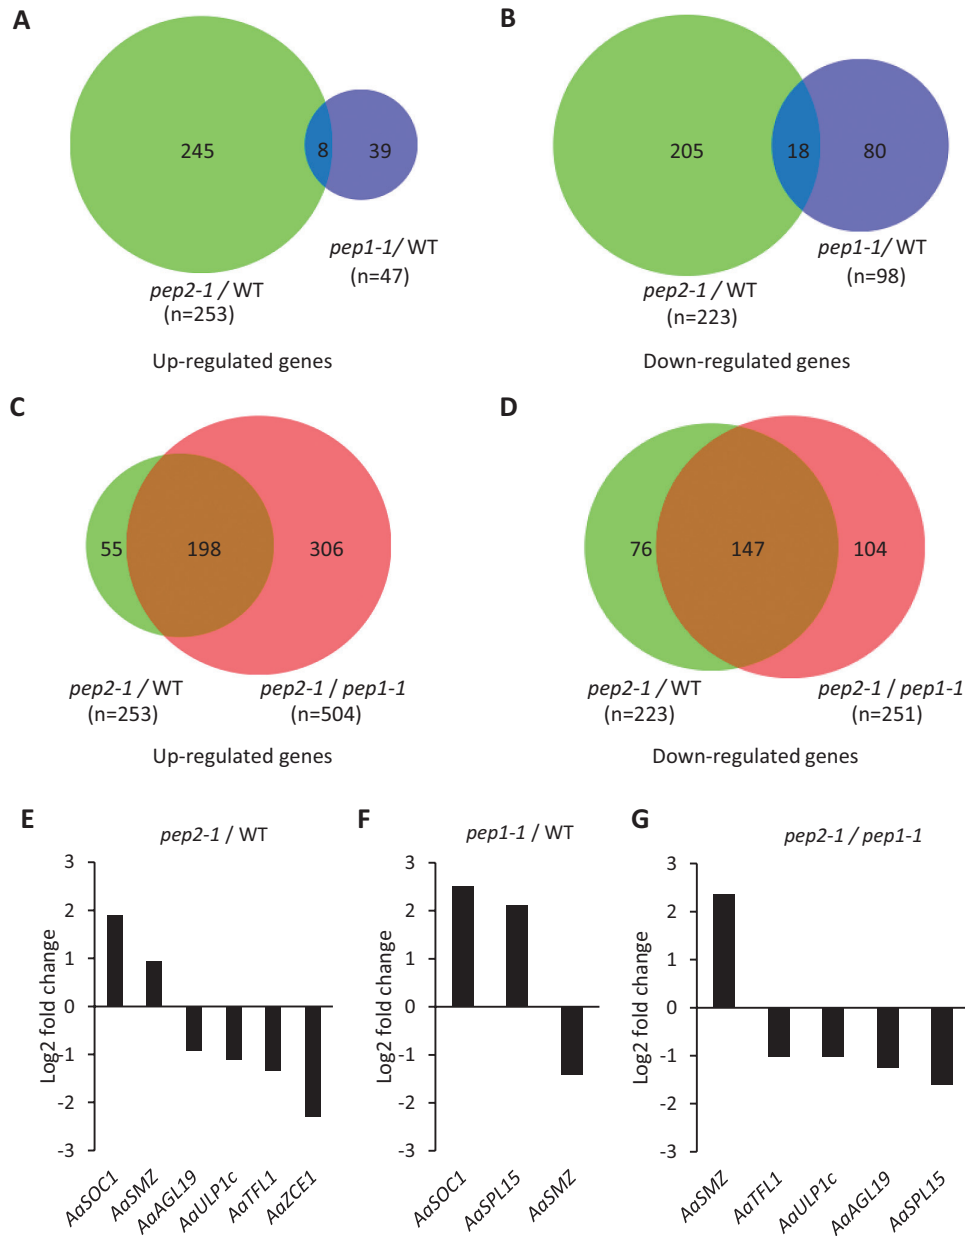 A
245
8
39
pep1-1/ WT
(n=47)
pep2-1 / WT
(n=253)
Up-regulated genes
B
205
18
80
pep1-1/ WT
(n=98)
pep2-1 / WT
(n=223)
Down-regulated genes
C
55
198
306
pep2-1 / WT
(n=253)
pep2-1 / pep1-1
(n=504)
Up-regulated genes
D
76
147
104
pep2-1 / WT
(n=223)
pep2-1 / pep1-1
(n=251)
Down-regulated genes
E
pep2-1 / WT
Log2 fold change
3
2
1
0
-1
-2
-3
AaSOC1
AaSMZ
AaAGL19
AaULP1c
AaTFL1
AaZCE1
F
pep1-1 / WT
3
2
1
0
-1
-2
-3
Log2 fold change
AaSOC1
AaSPL15
AaSMZ
G
pep2-1 / pep1-1
Log2 fold change
3
2
1
0
-1
-2
-3
AaSMZ
AaTFL1
AaULP1c
AaAGL19
AaSPL15